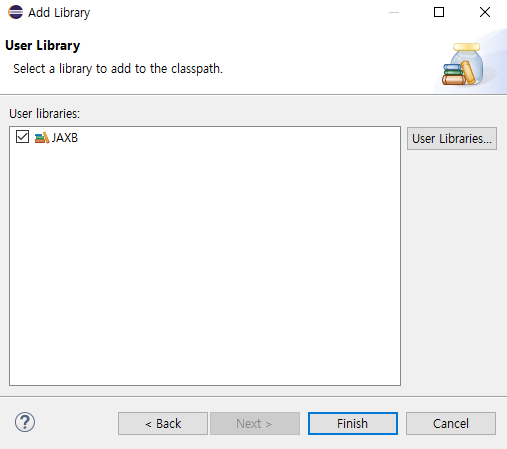 Add Library
User Library
Select a library to add to the classpath.
User libraries:
JAXB
User Libraries...
?
< Back
Next >
Finish
Cancel